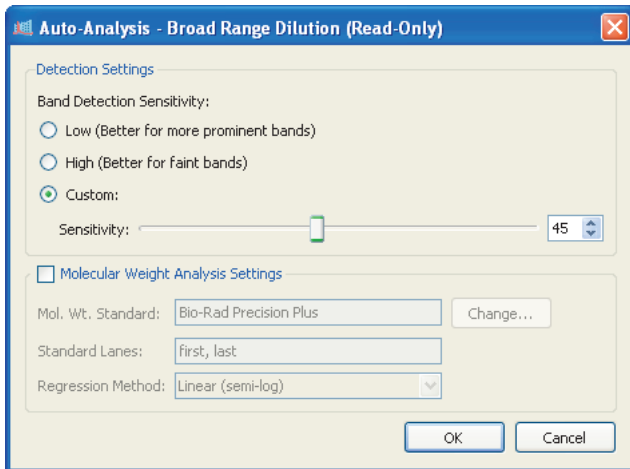 Auto-Analysis - Broad Range Dilution (Read-Only)
Detection Settings
Band Detection Sensitivity:
Low (Better for more prominent bands)
High (Better for faint bands)
Custom:
Sensitivity: 45
Molecular Weight Analysis Settings
Mol. Wt. Standard: Bio-Rad Precision Plus Change...
Standard Lanes: first, last
Regression Method: Linear (semi-log)
OK Cancel